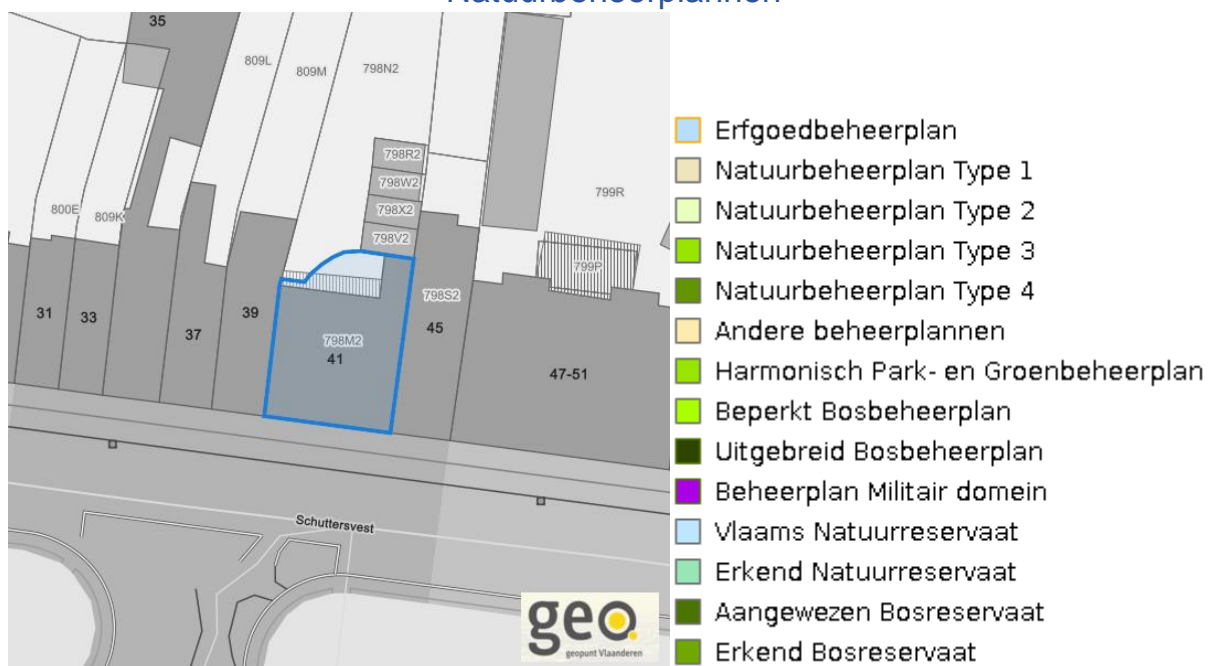 Natuurbeheerplannen
35
809L
809M
798N2
798R2
798W2
799R
800E
809K
798X2
798V2
799P
798S2
31
33
37
39
798M2
41
45
47-51
Schuttersvest
geo
geopunt Vlaanderen
Erfgoedbeheerplan
Natuurbeheerplan Type 1
Natuurbeheerplan Type 2
Natuurbeheerplan Type 3
Natuurbeheerplan Type 4
Andere beheerplannen
Harmonisch Park- en Groenbeheerplan
Beperkt Bosbeheerplan
Uitgebreid Bosbeheerplan
Beheerplan Militair domein
Vlaams Natuurreservaat
Erkend Natuurreservaat
Aangewezen Bosreservaat
Erkend Bosreservaat